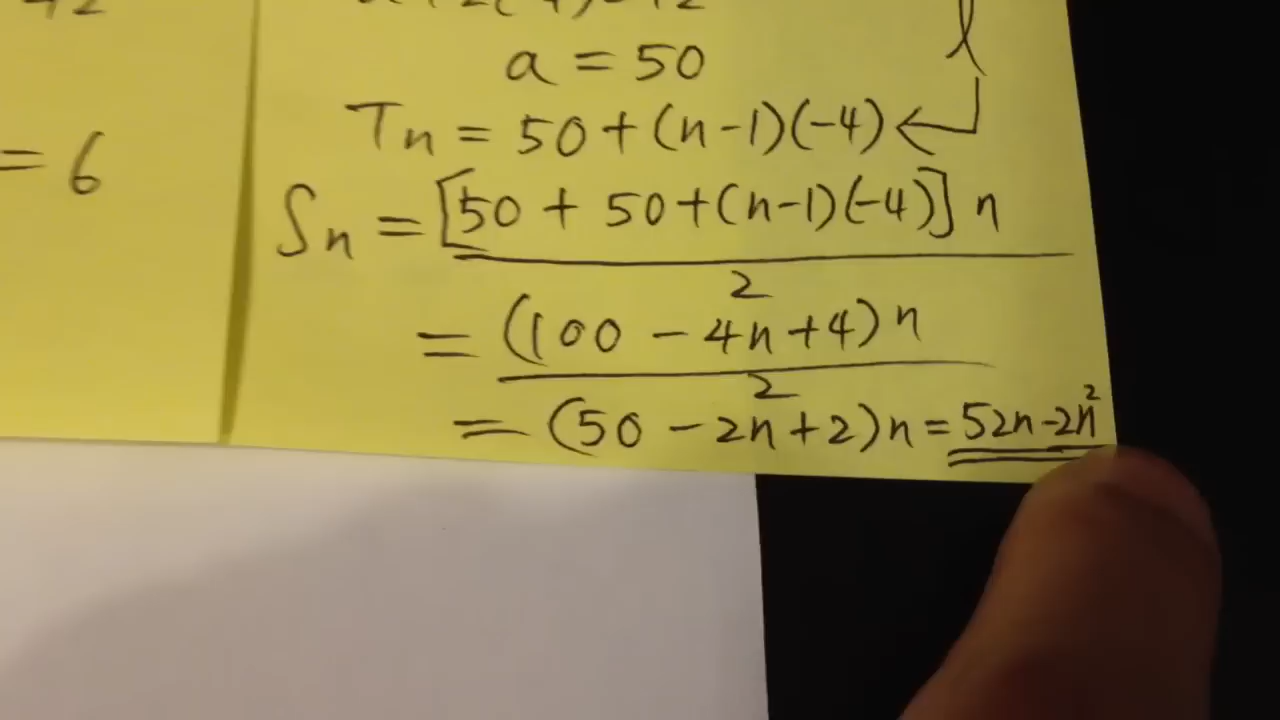 = 6
l
a = 50
Tn = 50 + (n-1)(-4) ←
Sn = [50 + 50 + (n-1)(-4)] n
2
= (100 - 4n + 4) n
2
= (50 - 2n + 2) n = 52n - 2n²